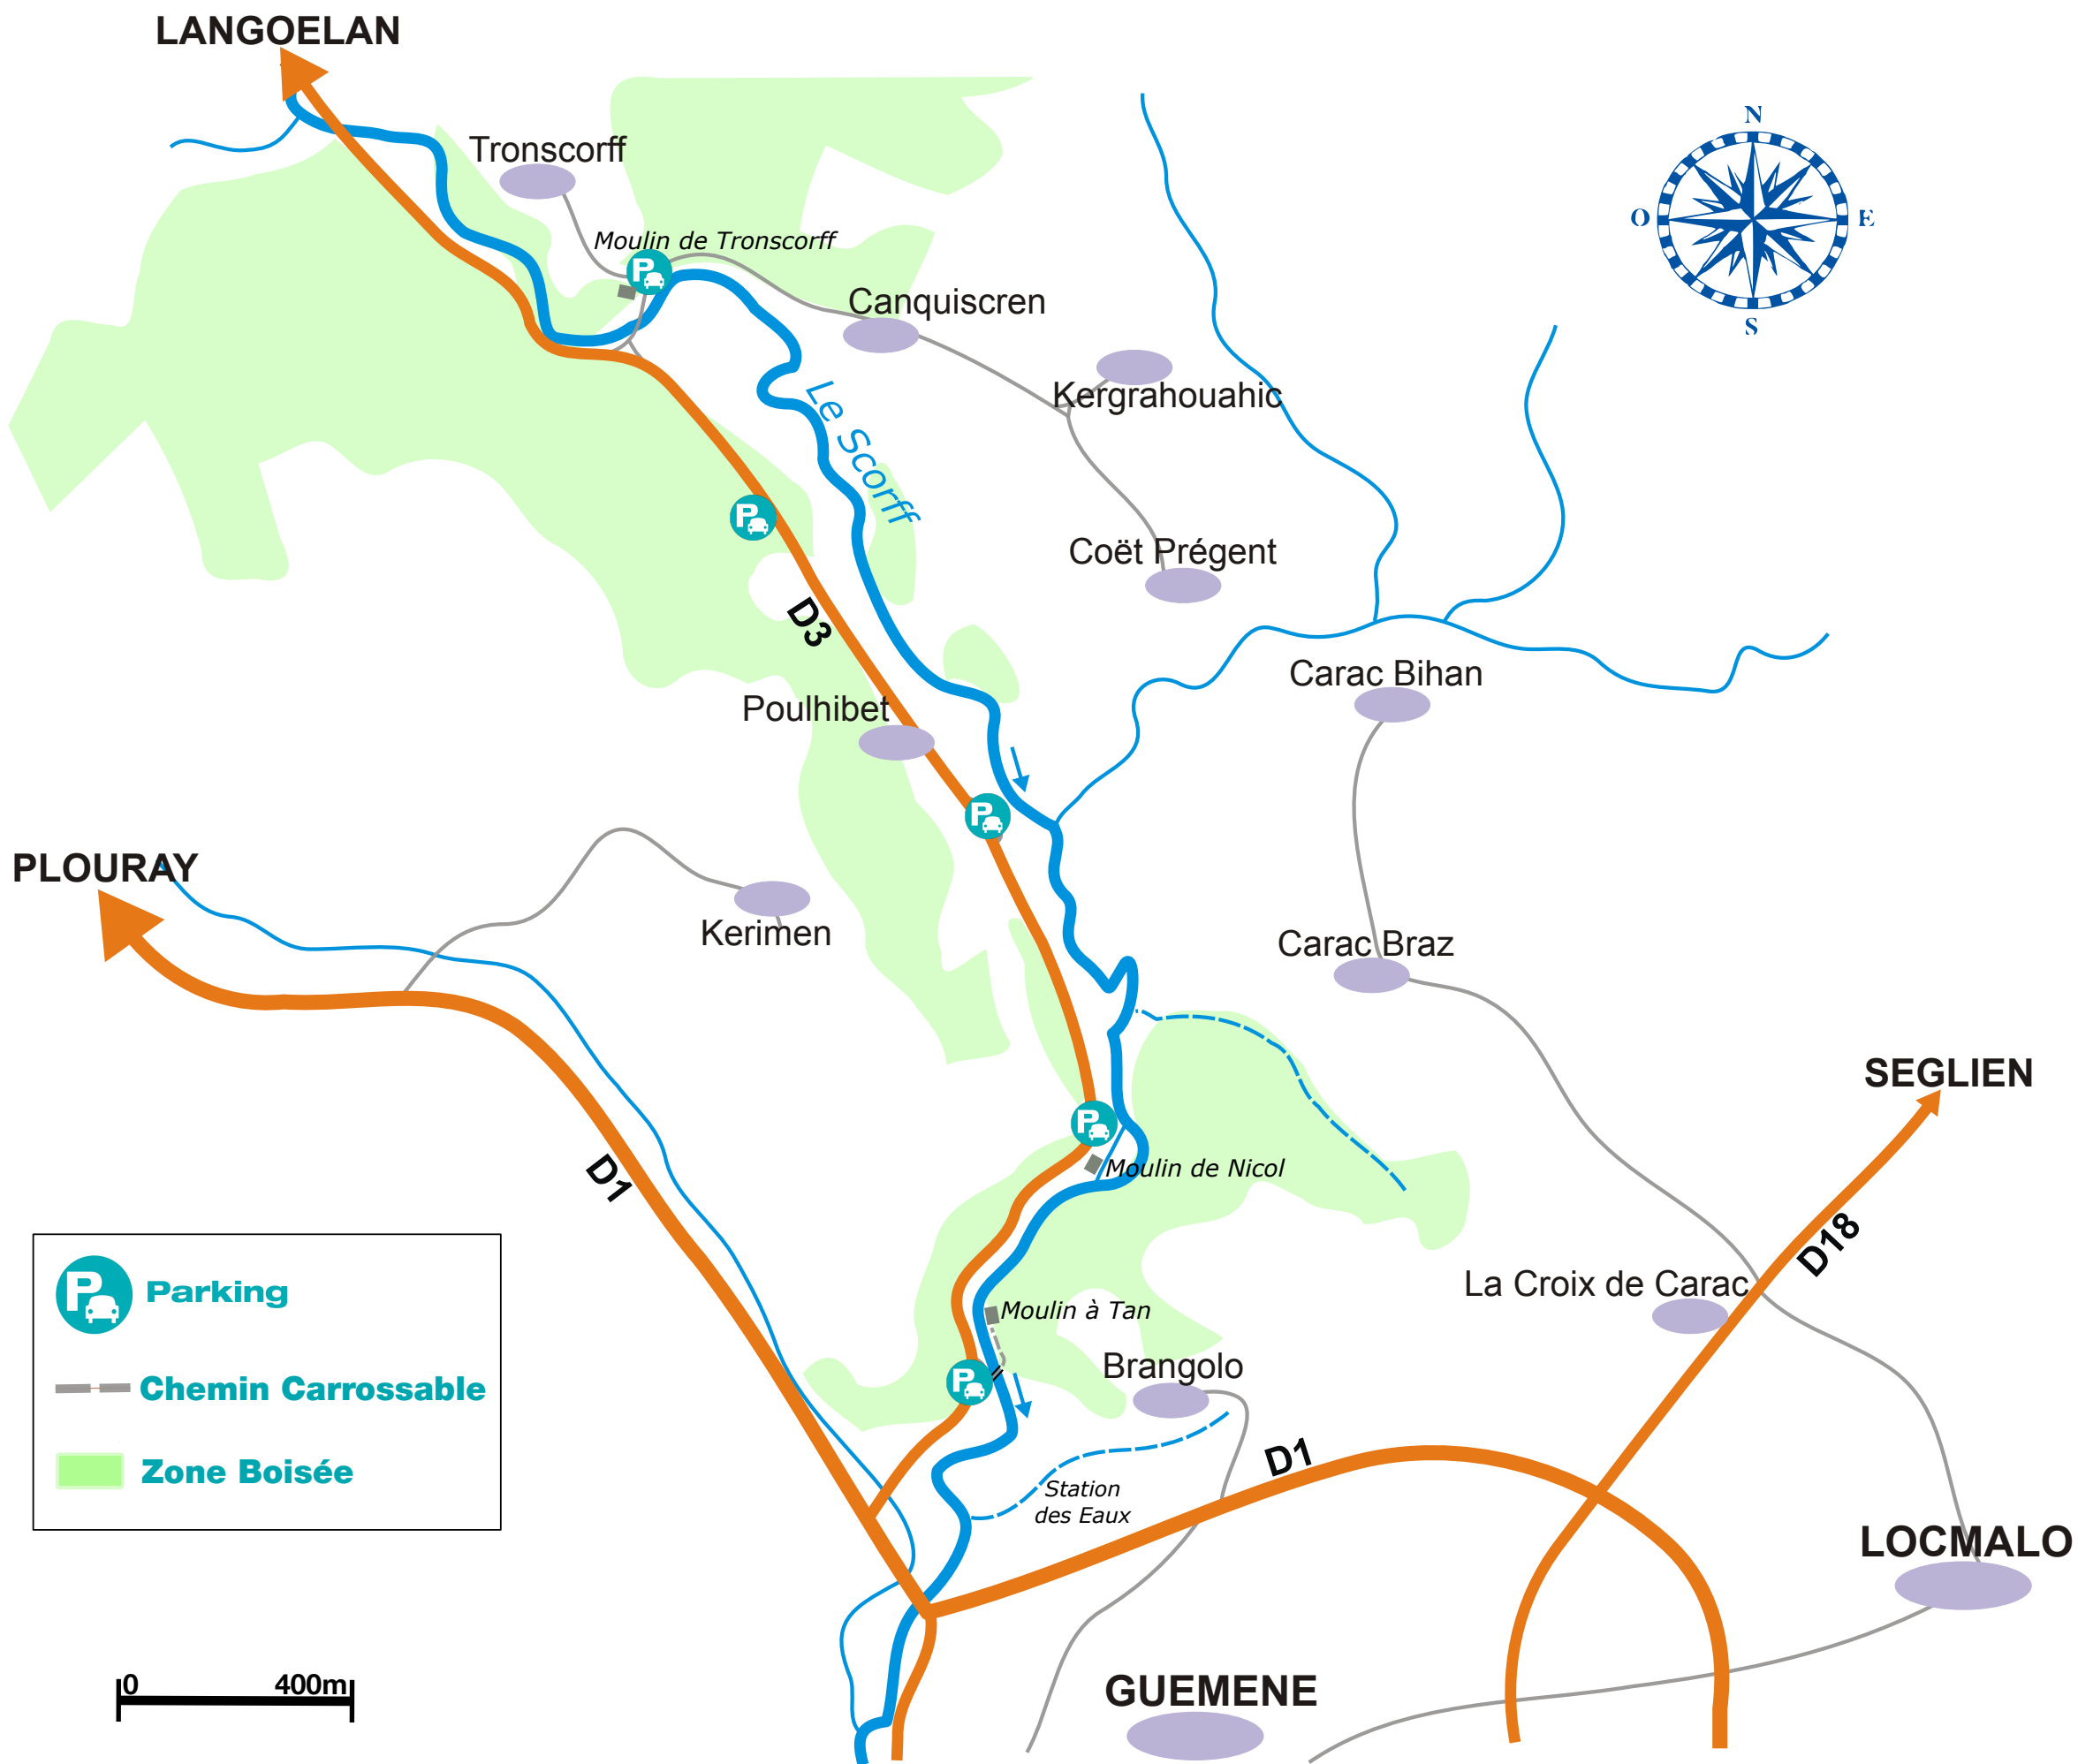 LANGOELAN
N
Tronscorff
O
E
Moulin de Tronscorff
Canquiscren
S
Kergrahouahic
Le Scorff
P
Coët Prégent
D3
Carac Bihan
Poulhibet
P
P
PLOURAY
Kerimen
Carac Braz
SEGLIEN
P
Moulin de Nicol
D1
D18
La Croix de Carac
P Parking
Moulin à Tan
Brangolo
P
Chemin Carrossable
D1
Zone Boisée
Station
des Eaux
LOCMALO
0 400m
GUEMENE
P